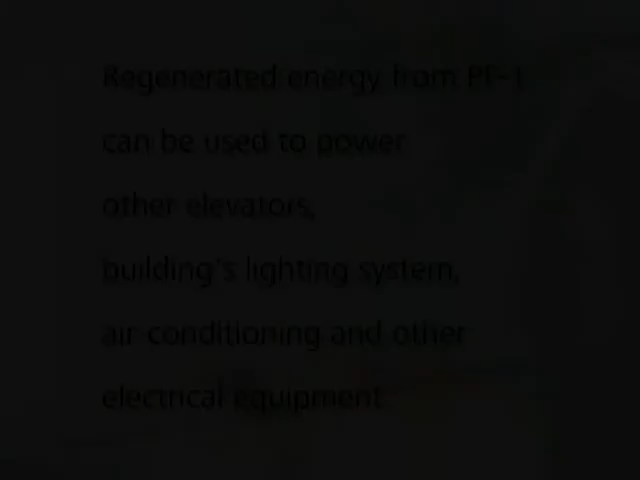 Regenerated energy from PF-1
can be used to power
other elevators,
building's lighting system,
air conditioning and other
electrical equipment.